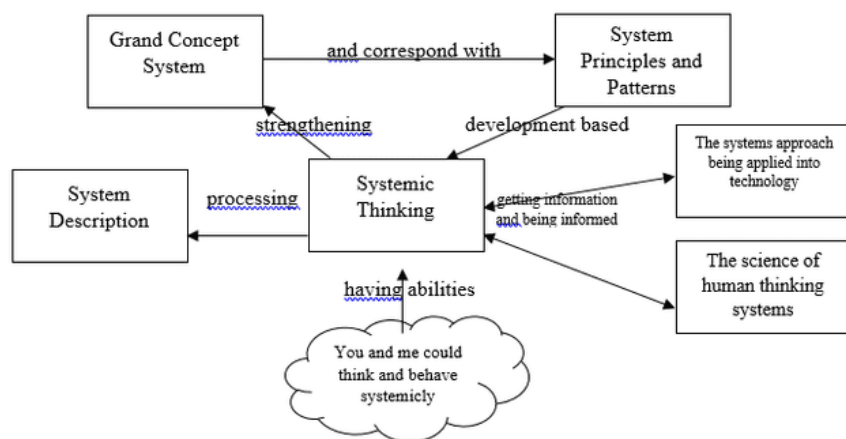 Grand Concept
System
and correspond with
System
Principles and
Patterns
strengthening
development based
The systems approach
being applied into
technology
System
Description
processing
Systemic
Thinking
getting information
and being informed
The science of
human thinking
systems
having abilities
You and me could
think and behave
systemicly